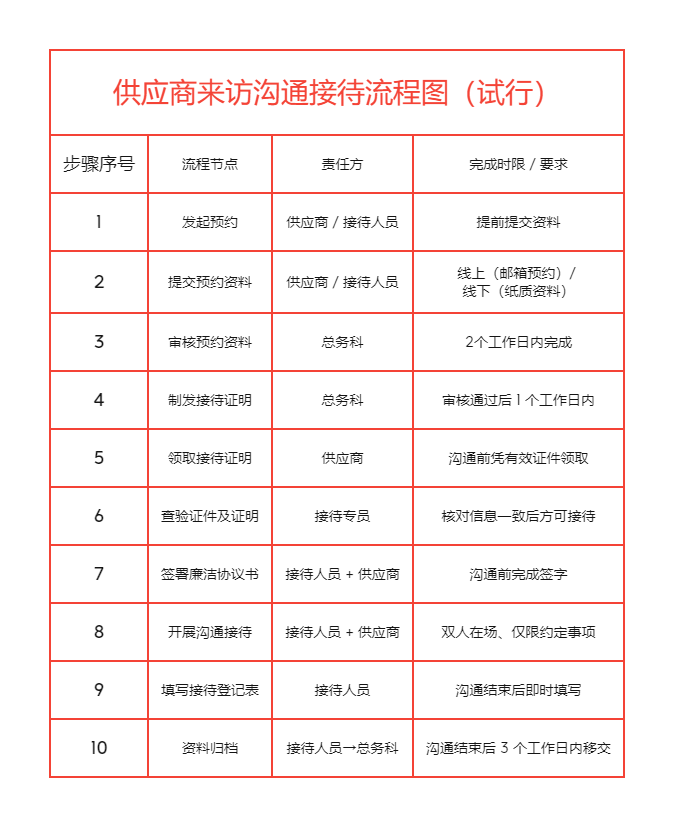 供应商来访沟通接待流程图（试行）
步骤序号 流程节点 责任方 完成时限 / 要求
1 发起预约 供应商 / 接待人员 提前提交资料
2 提交预约资料 供应商 / 接待人员 线上（邮箱预约）/
线下（纸质资料）
3 审核预约资料 总务科 2个工作日内完成
4 制发接待证明 总务科 审核通过后 1 个工作日内
5 领取接待证明 供应商 沟通前凭有效证件领取
6 查验证件及证明 接待专员 核对信息一致后方可接待
7 签署廉洁协议书 接待人员 + 供应商 沟通前完成签字
8 开展沟通接待 接待人员 + 供应商 双人在场、仅限约定事项
9 填写接待登记表 接待人员 沟通结束后即时填写
10 资料归档 接待人员→总务科 沟通结束后 3 个工作日内移交